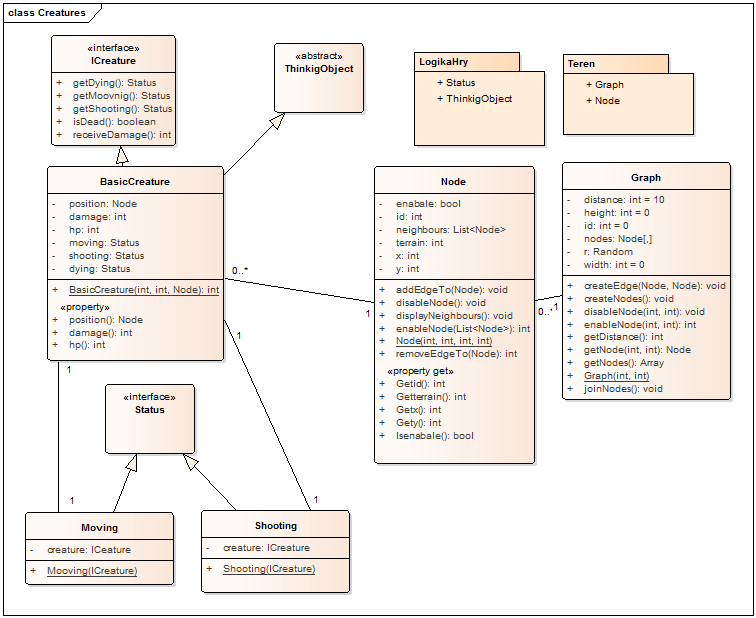 class Creatures
«interface»
ICreature
+ getDying(): Status
+ getMoovnig(): Status
+ getShooting(): Status
+ isDead(): boolean
+ receiveDamage(): int
«abstract»
ThinkigObject
LogikaHry
+ Status
+ ThinkigObject
Teren
+ Graph
+ Node
BasicCreature
- position: Node
- damage: int
- hp: int
- moving: Status
- shooting: Status
- dying: Status
+ BasicCreature(int, int, Node): int
«property»
+ position(): Node
+ damage(): int
+ hp(): int
Node
- enabale: bool
- id: int
- neighbours: List<Node>
- terrain: int
- x: int
- y: int
+ addEdgeTo(Node): void
+ disableNode(): void
+ displayNeighbours(): void
+ enableNode(List<Node>): int
+ Node(int, int, int, int)
+ removeEdgeTo(Node): int
«property get»
+ Getid(): int
+ Getterrain(): int
+ Getx(): int
+ Gety(): int
+ Isenabale(): bool
Graph
- distance: int = 10
- height: int = 0
- id: int = 0
- nodes: Node[,]
- r: Random
- width: int = 0
+ createEdge(Node, Node): void
+ createNodes(): void
+ disableNode(int, int): void
+ enableNode(int, int): int
+ getDistance(): int
+ getNode(int, int): Node
+ getNodes(): Array
+ Graph(int, int)
+ joinNodes(): void
0..*
1
0..*
1
1
1
«interface»
Status
1
1
Moving
- creature: ICeature
+ Mooving(ICreature)
Shooting
- creature: ICreature
+ Shooting(ICreature)